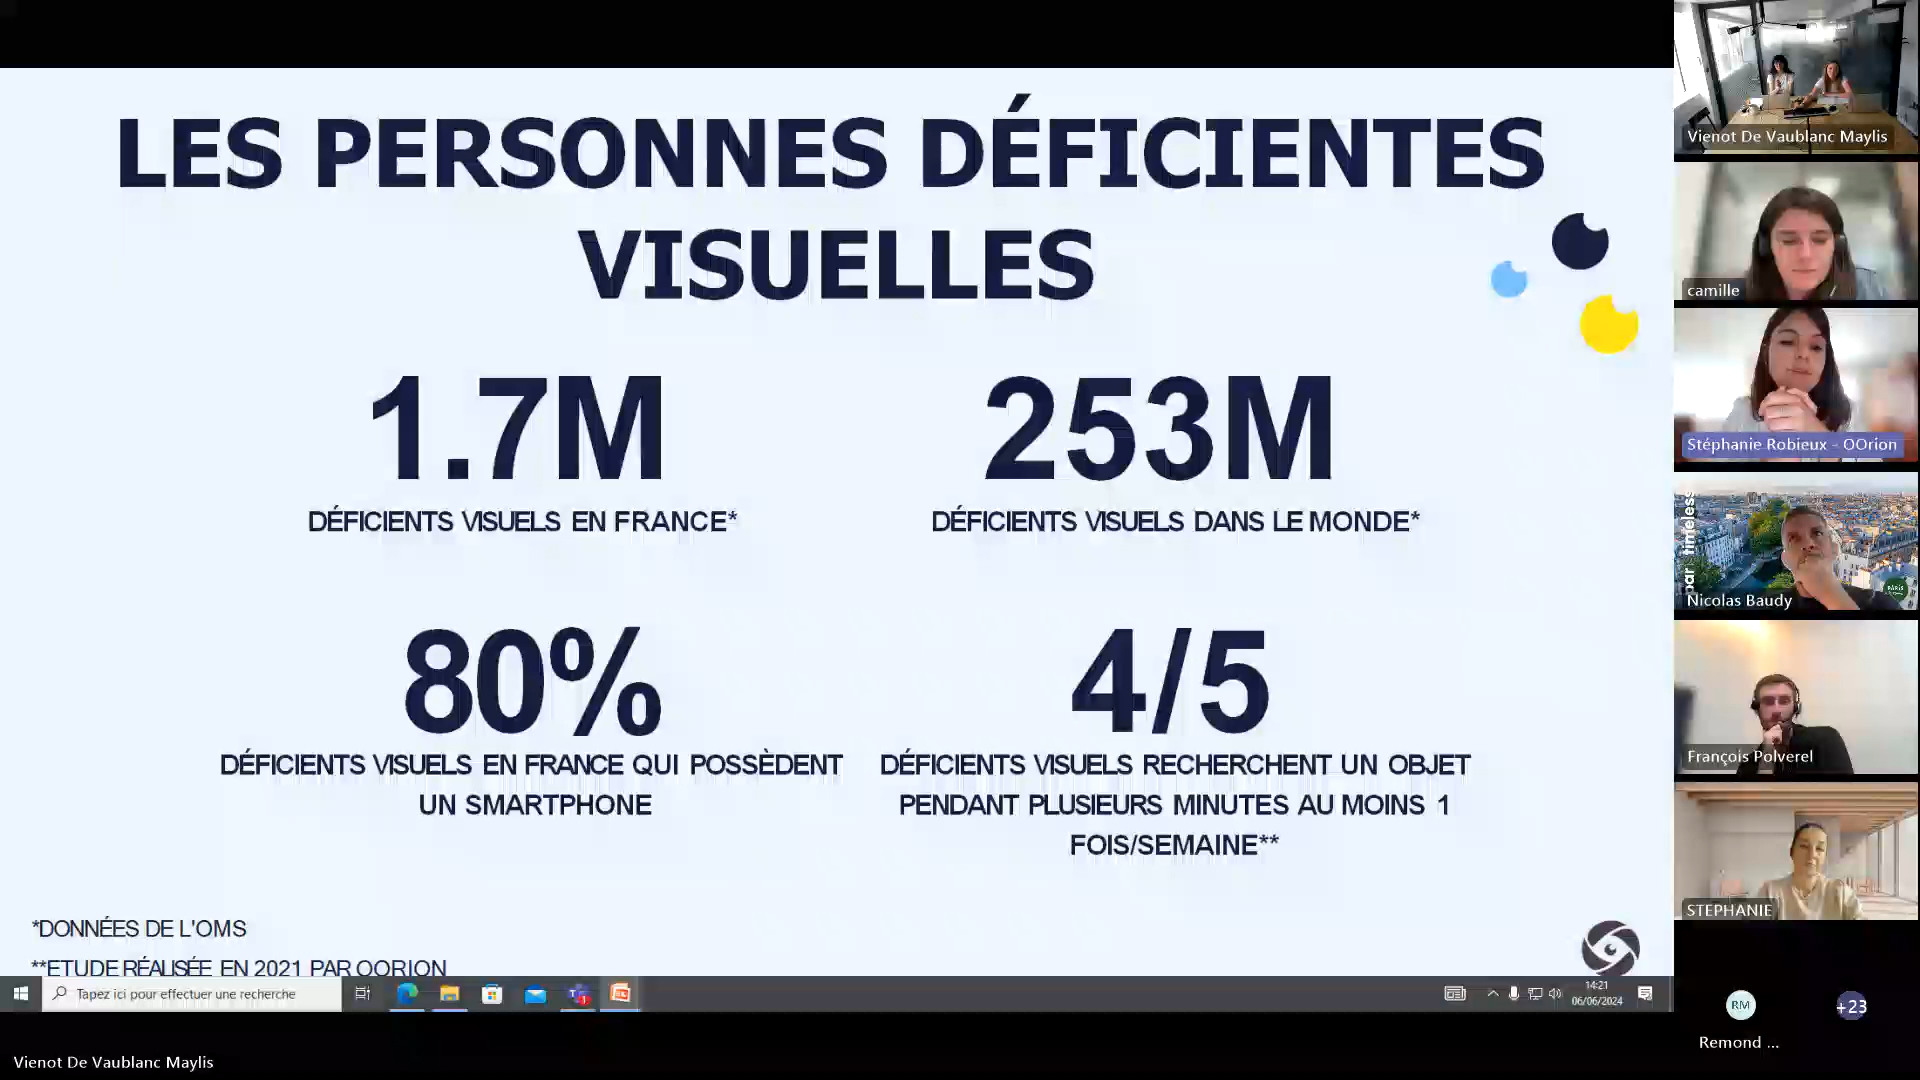 LES PERSONNES DÉFICIENTES
VISUELLES
1.7M
DÉFICIENTS VISUELS EN FRANCE*
253M
DÉFICIENTS VISUELS DANS LE MONDE*
80%
DÉFICIENTS VISUELS EN FRANCE QUI POSSÈDENT
UN SMARTPHONE
4/5
DÉFICIENTS VISUELS RECHERCHENT UN OBJET
PENDANT PLUSIEURS MINUTES AU MOINS 1
FOIS/SEMAINE**
*DONNÉES DE L'OMS
**ETUDE RÉALISÉE EN 2021 PAR OORION
Tapez ici pour effectuer une recherche
14:21
06/06/2024
Vienot De Vaublanc Maylis
Vienot De Vaublanc Maylis
camille
Stéphanie Robieux - OOrion
timeless
Nicolas Baudy
François Polverel
STEPHANIE
RM
+23
Remond ...